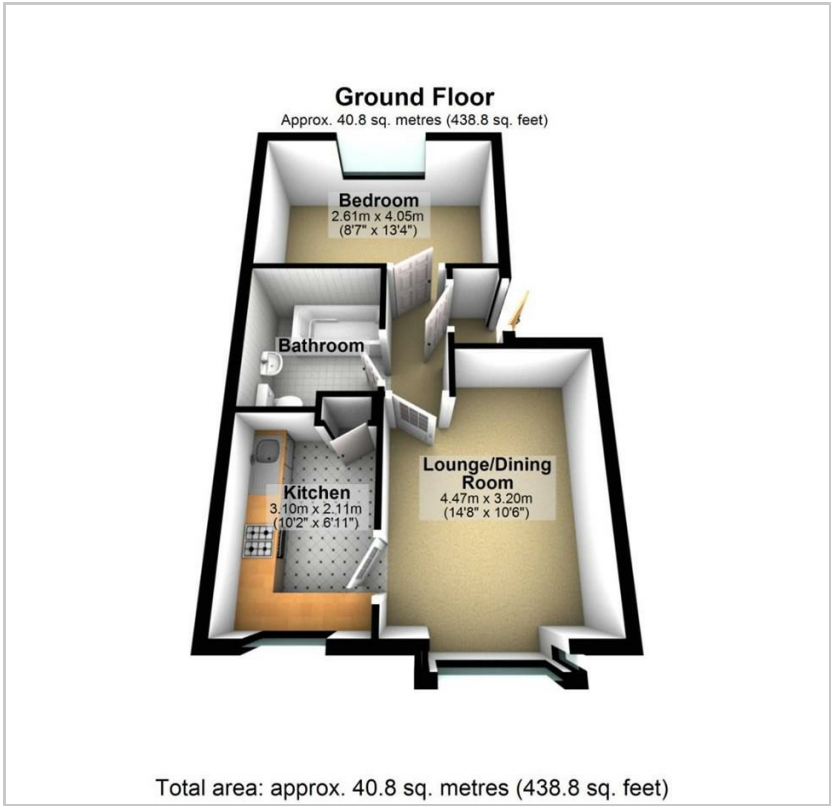 Ground Floor
Approx. 40.8 sq. metres (438.8 sq. feet)
Bedroom
2.61m x 4.05m
(8'7" x 13'4")
Bathroom
Kitchen
3.10m x 2.11m
(10'2" x 6'11")
Lounge/Dining
Room
4.47m x 3.20m
(14'8" x 10'6")
Total area: approx. 40.8 sq. metres (438.8 sq. feet)